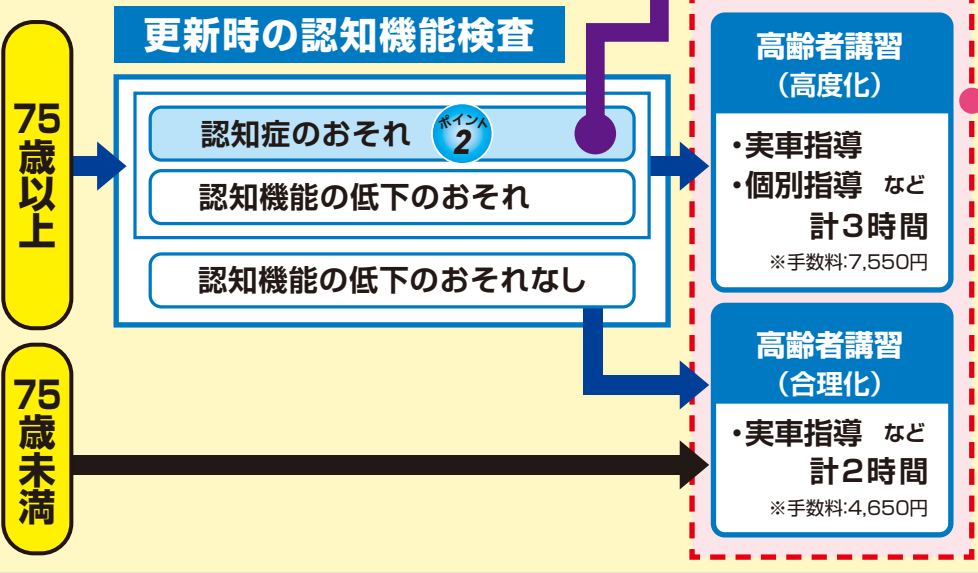 更新時の認知機能検査
75歳以上
認知症のおそれ
ポイント2
認知機能の低下のおそれ
認知機能の低下のおそれなし
高齢者講習
（高度化）
・実車指導
・個別指導 など
計3時間
※手数料:7,550円
75歳未満
高齢者講習
（合理化）
・実車指導 など
計2時間
※手数料:4,650円